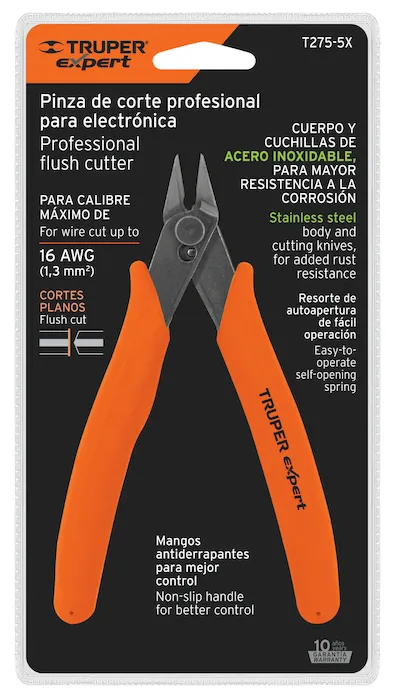 TRUPER
expert
T275-5X
Pinza de corte profesional
para electrónica
Professional
flush cutter
PARA CALIBRE
MÁXIMO DE
For wire cut up to
16 AWG
(1,3 mm²)
CORTES
PLANOS
Flush cut
CUERPO Y
CUCHILLAS DE
ACERO INOXIDABLE,
PARA MAYOR
RESISTENCIA A LA
CORROSIÓN
Stainless steel
body and
cutting knives,
for added rust
resistance
Resorte de
autoapertura
de fácil
operación
Easy-to-
operate
self-opening
spring
TRUPER expert
Mangos
antiderrapantes
para mejor
control
Non-slip handle
for better control
10 años
years
GARANTÍA
WARRANTY